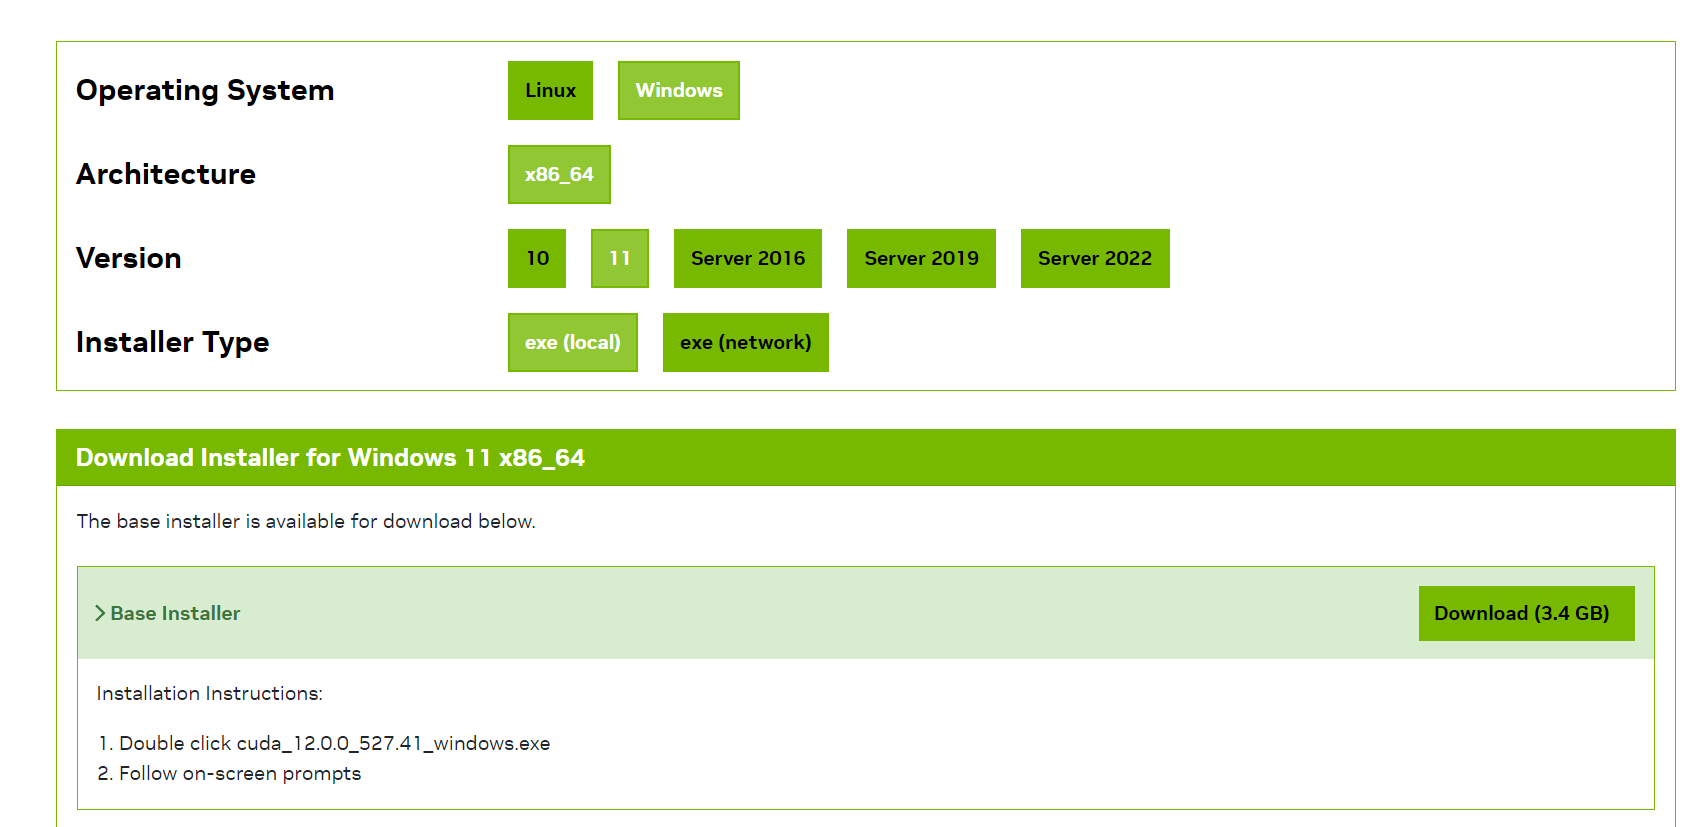 Operating System Linux Windows
Architecture x86_64
Version 10 11 Server 2016 Server 2019 Server 2022
Installer Type exe (local) exe (network)
Download Installer for Windows 11 x86_64
The base installer is available for download below.
Base Installer Download (3.4 GB)
Installation Instructions:
1. Double click cuda_12.0.0_527.41_windows.exe
2. Follow on-screen prompts